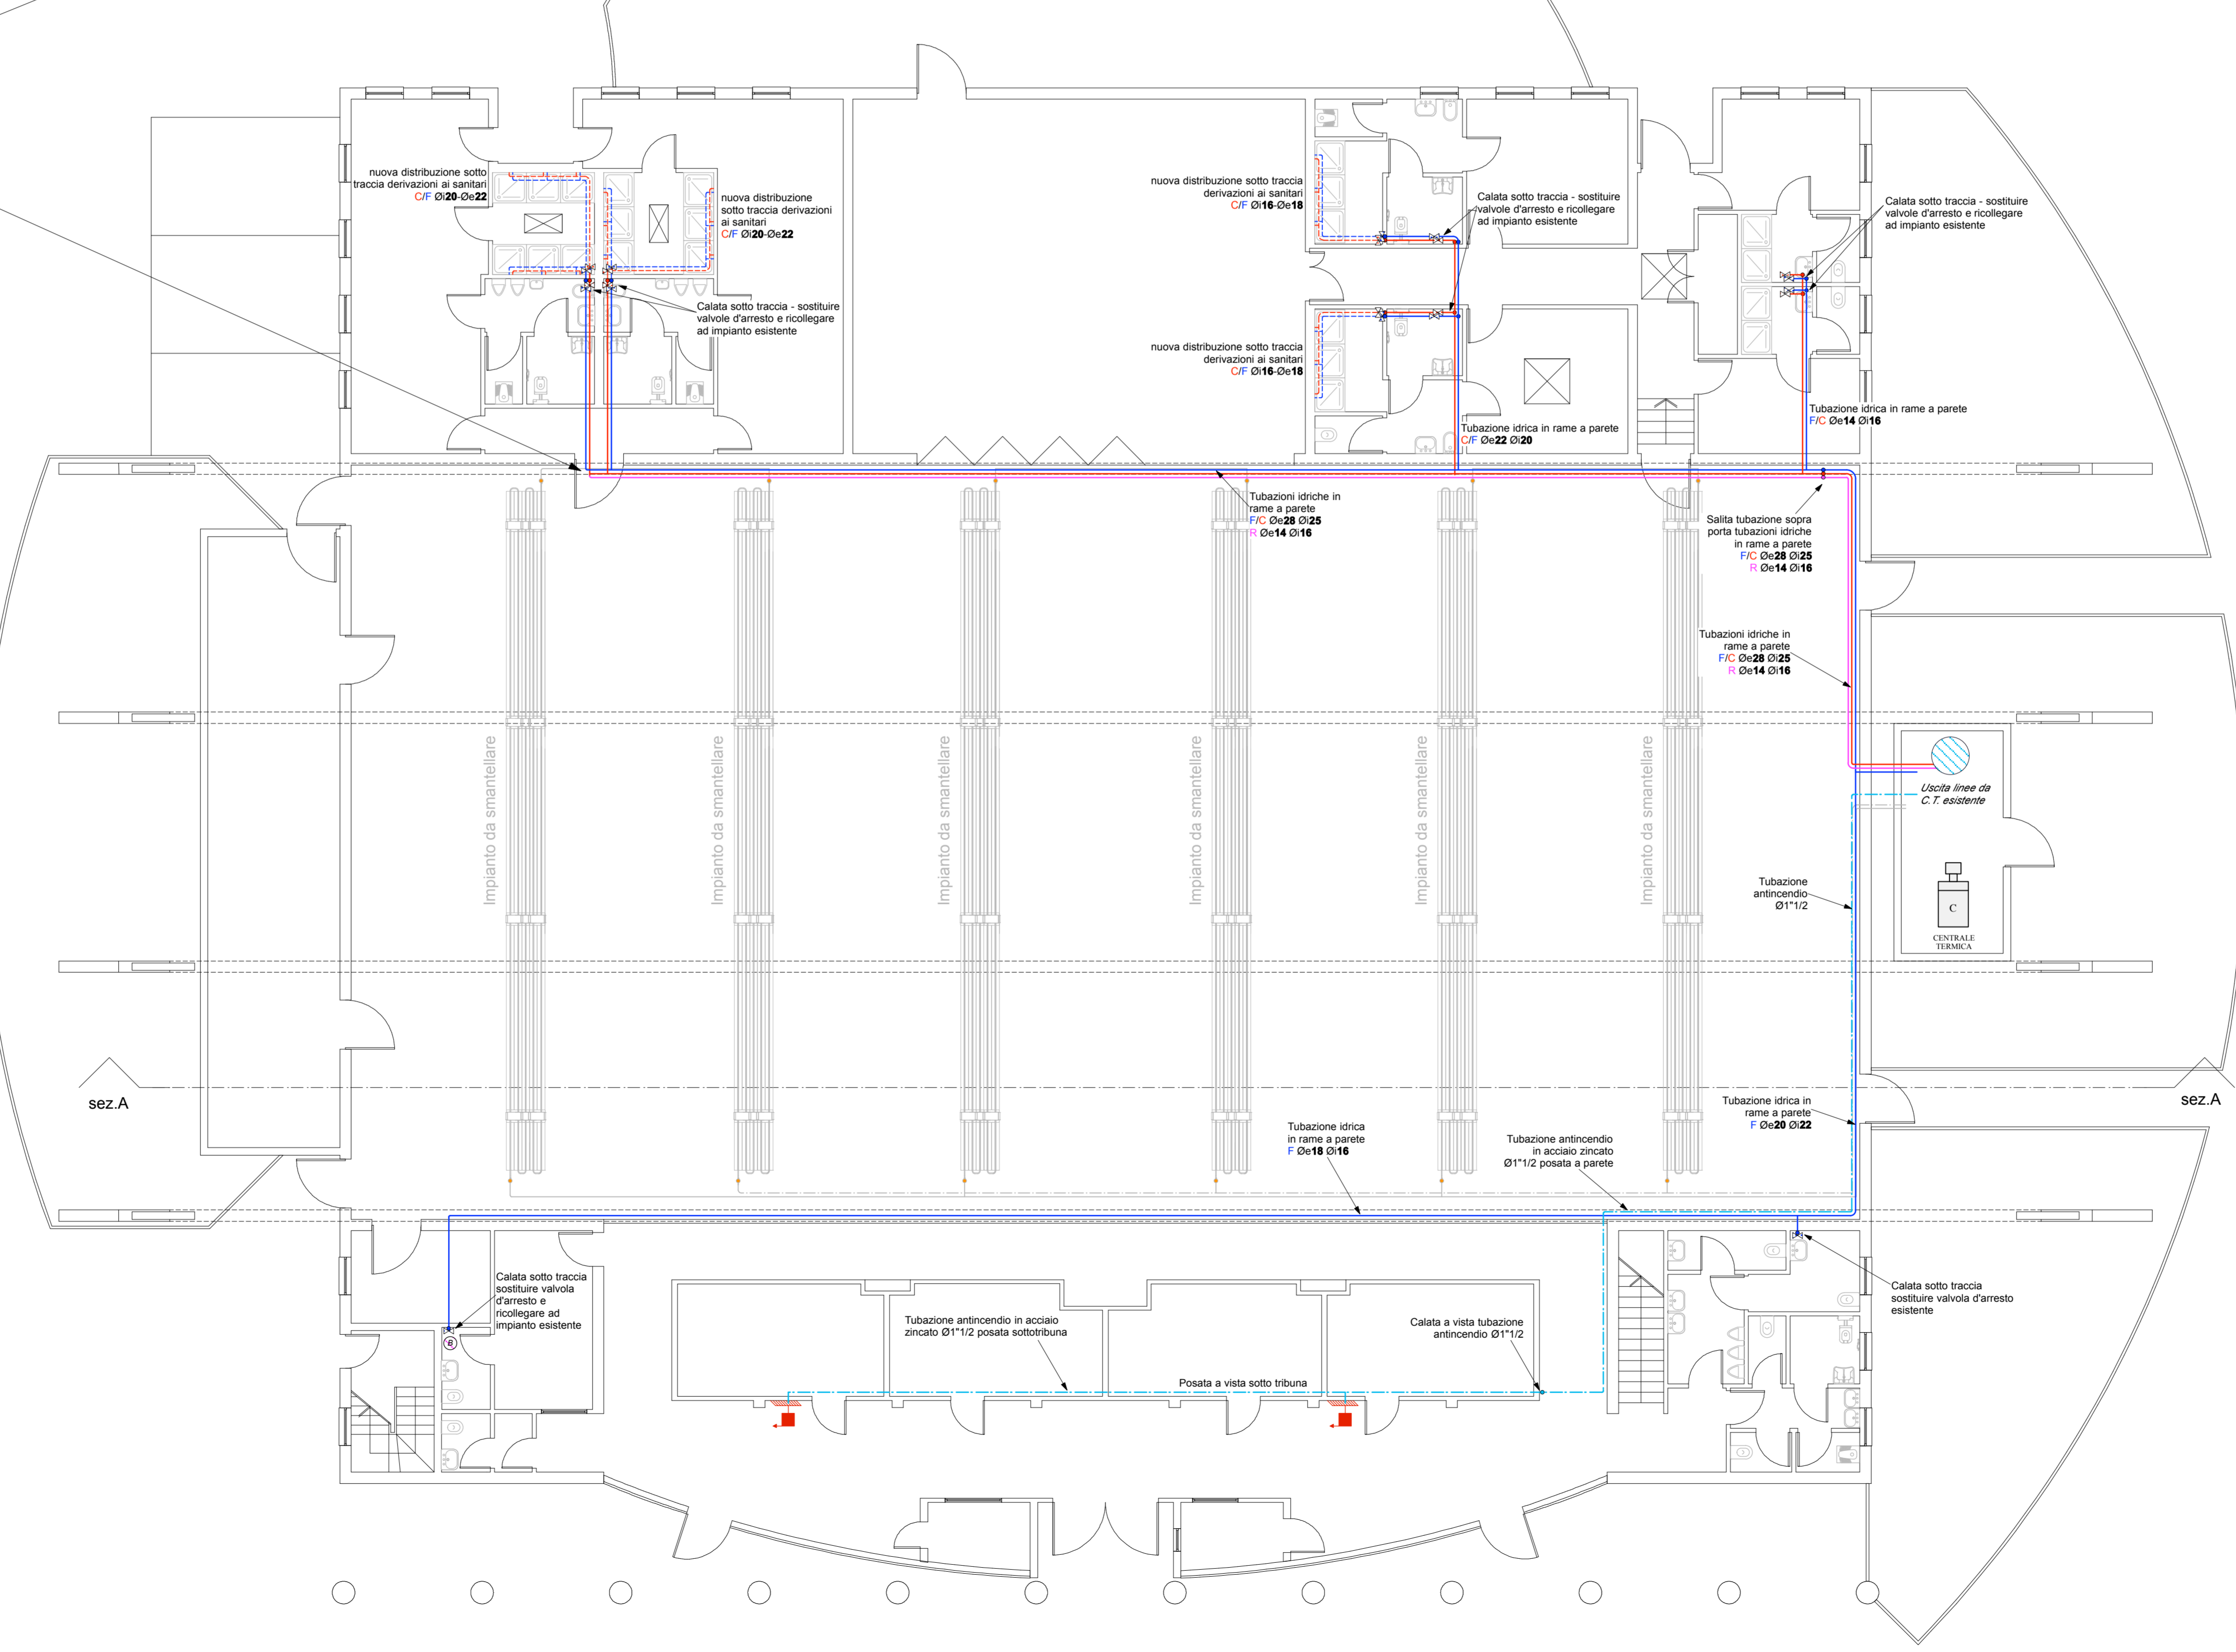 nuova distribuzione sotto
traccia derivazioni ai sanitari
C/F Øi20-Øe22
nuova distribuzione
sotto traccia derivazioni
ai sanitari
C/F Øi20-Øe22
Calata sotto traccia - sostituire
valvole d'arresto e ricollegare
ad impianto esistente
nuova distribuzione sotto traccia
derivazioni ai sanitari
C/F Øi16-Øe18
Calata sotto traccia - sostituire
valvole d'arresto e ricollegare
ad impianto esistente
Calata sotto traccia - sostituire
valvole d'arresto e ricollegare
ad impianto esistente
nuova distribuzione sotto traccia
derivazioni ai sanitari
C/F Øi16-Øe18
Tubazione idrica in rame a parete
C/F Øe22 Øi20
Tubazione idrica in rame a parete
F/C Øe14 Øi16
Tubazioni idriche in
rame a parete
F/C Øe28 Øi25
R Øe14 Øi16
Salita tubazione sopra
porta tubazioni idriche
in rame a parete
F/C Øe28 Øi25
R Øe14 Øi16
Tubazioni idriche in
rame a parete
F/C Øe28 Øi25
R Øe14 Øi16
Impianto da smantellare
Impianto da smantellare
Impianto da smantellare
Impianto da smantellare
Impianto da smantellare
Impianto da smantellare
Uscita linee da
C.T. esistente
Tubazione
antincendio
Ø1"1/2
C
CENTRALE
TERMICA
sez.A
sez.A
Tubazione idrica in
rame a parete
F Øe20 Øi22
Tubazione idrica
in rame a parete
F Øe18 Øi16
Tubazione antincendio
in acciaio zincato
Ø1"1/2 posata a parete
Calata sotto traccia
sostituire valvola
d'arresto e
ricollegare ad
impianto esistente
B
Tubazione antincendio in acciaio
zincato Ø1"1/2 posata sottotribuna
Calata a vista tubazione
antincendio Ø1"1/2
Posata a vista sotto tribuna
Calata sotto traccia
sostituire valvola d'arresto
esistente